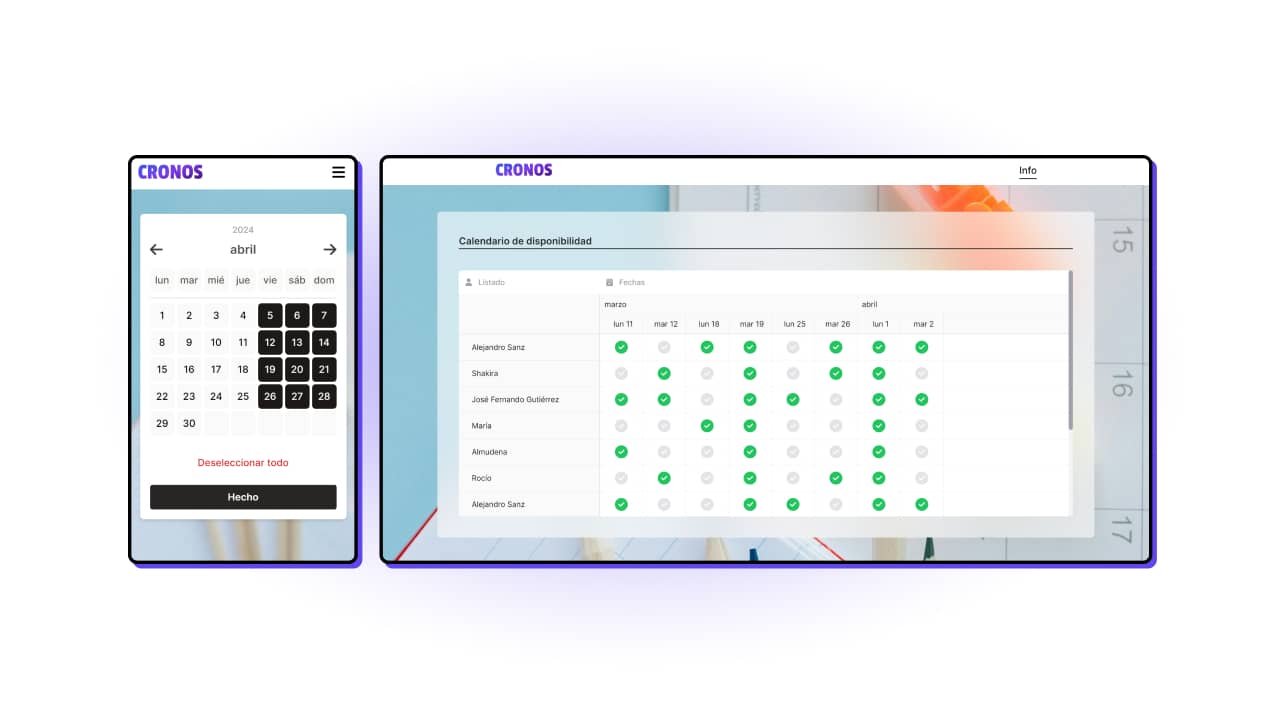 CRONOS
2024
abril
lun mar mié jue vie sáb dom
1 2 3 4 5 6 7
8 9 10 11 12 13 14
15 16 17 18 19 20 21
22 23 24 25 26 27 28
29 30
Deseleccionar todo
Hecho
CRONOS
Info
Calendario de disponibilidad
Listado Fechas
marzo abril
lun 11 mar 12 lun 18 mar 19 lun 25 mar 26 lun 1 mar 2
Alejandro Sanz
Shakira
José Fernando Gutiérrez
María
Almudena
Rocío
Alejandro Sanz
15
16
17